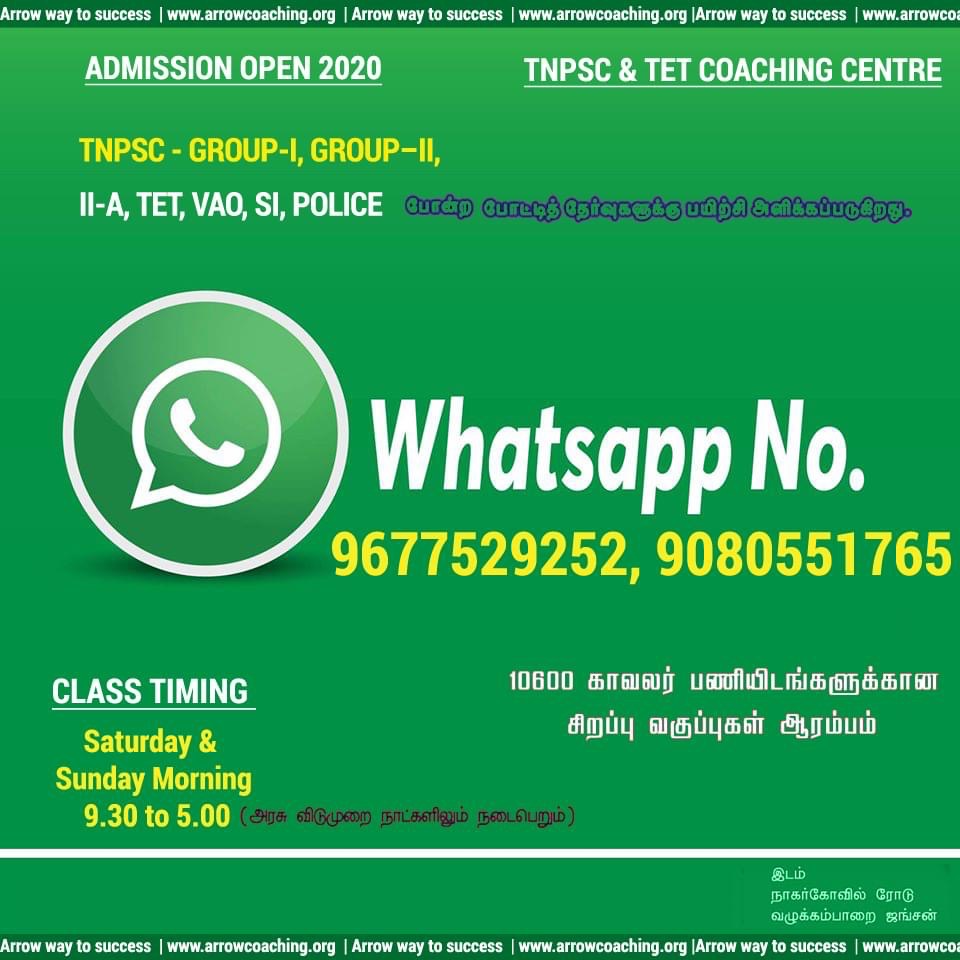 Arrow way to success | www.arrowcoaching.org | Arrow way to success | www.arrowcoaching.org |Arrow way to success | www.arrowco
ADMISSION OPEN 2020
TNPSC & TET COACHING CENTRE
TNPSC - GROUP-I, GROUP–II,
II-A, TET, VAO, SI, POLICE போன்ற போட்டித் தேர்வுகளுக்கு பயிற்சி அளிக்கப்படுகிறது.
Whatsapp No.
9677529252, 9080551765
CLASS TIMING
Saturday &
Sunday Morning
9.30 to 5.00 (அரசு விடுமுறை நாட்களிலும் நடைபெறும்)
10600 காவலர் பணியிடங்களுக்கான
சிறப்பு வகுப்புகள் ஆரம்பம்
இடம்
நாகர்கோவில் ரோடு
வழுக்கம்பாறை ஜங்சன்
Arrow way to success | www.arrowcoaching.org | Arrow way to success | www.arrowcoaching.org |Arrow way to success | www.arrowcoa